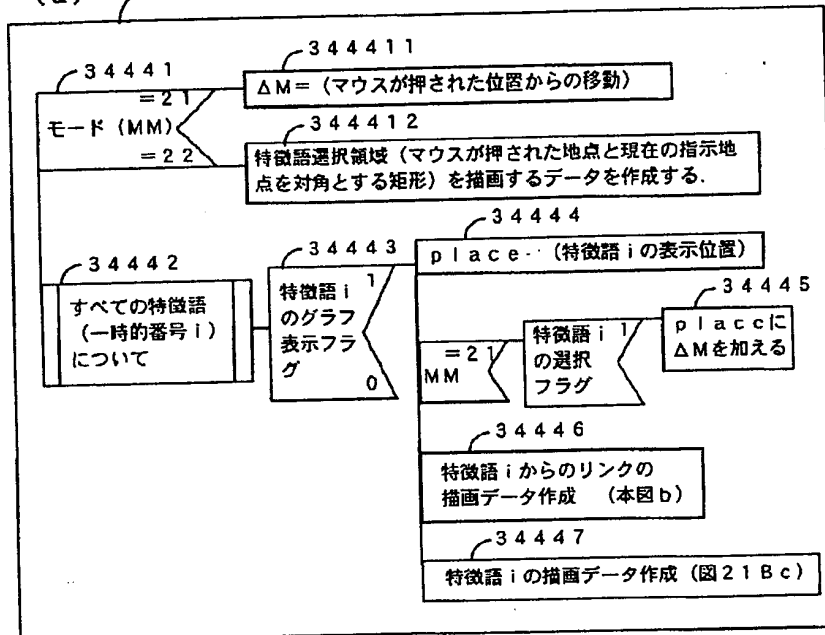 34441
344411
ΔM=(マウスが押された位置からの移動)
=21
モード(MM)
=22
344412
特徴語選択領域(マウスが押された地点と現在の指示地
点を対角とする矩形)を描画するデータを作成する.
34442
すべての特徴語
(一時的番号i)
について
34443
特徴語i
のグラフ
表示フラ
グ
1
0
34444
place‥(特徴語iの表示位置)
=21
MM
特徴語i
の選択
フラグ
1
34445
placcに
ΔMを加える
34446
特徴語iからのリンクの
描画データ作成 (本図b)
34447
特徴語iの描画データ作成(図21Bc)